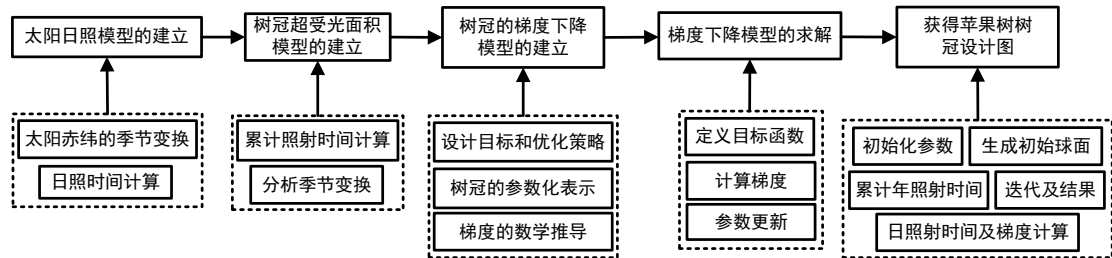 太阳日照模型的建立
树冠超受光面积
模型的建立
树冠的梯度下降
模型的建立
梯度下降模型的求解
获得苹果树树
冠设计图
太阳赤纬的季节变换
日照时间计算
累计照射时间计算
分析季节变换
设计目标和优化策略
树冠的参数化表示
梯度的数学推导
定义目标函数
计算梯度
参数更新
初始化参数
生成初始球面
累计年照射时间
迭代及结果
日照射时间及梯度计算